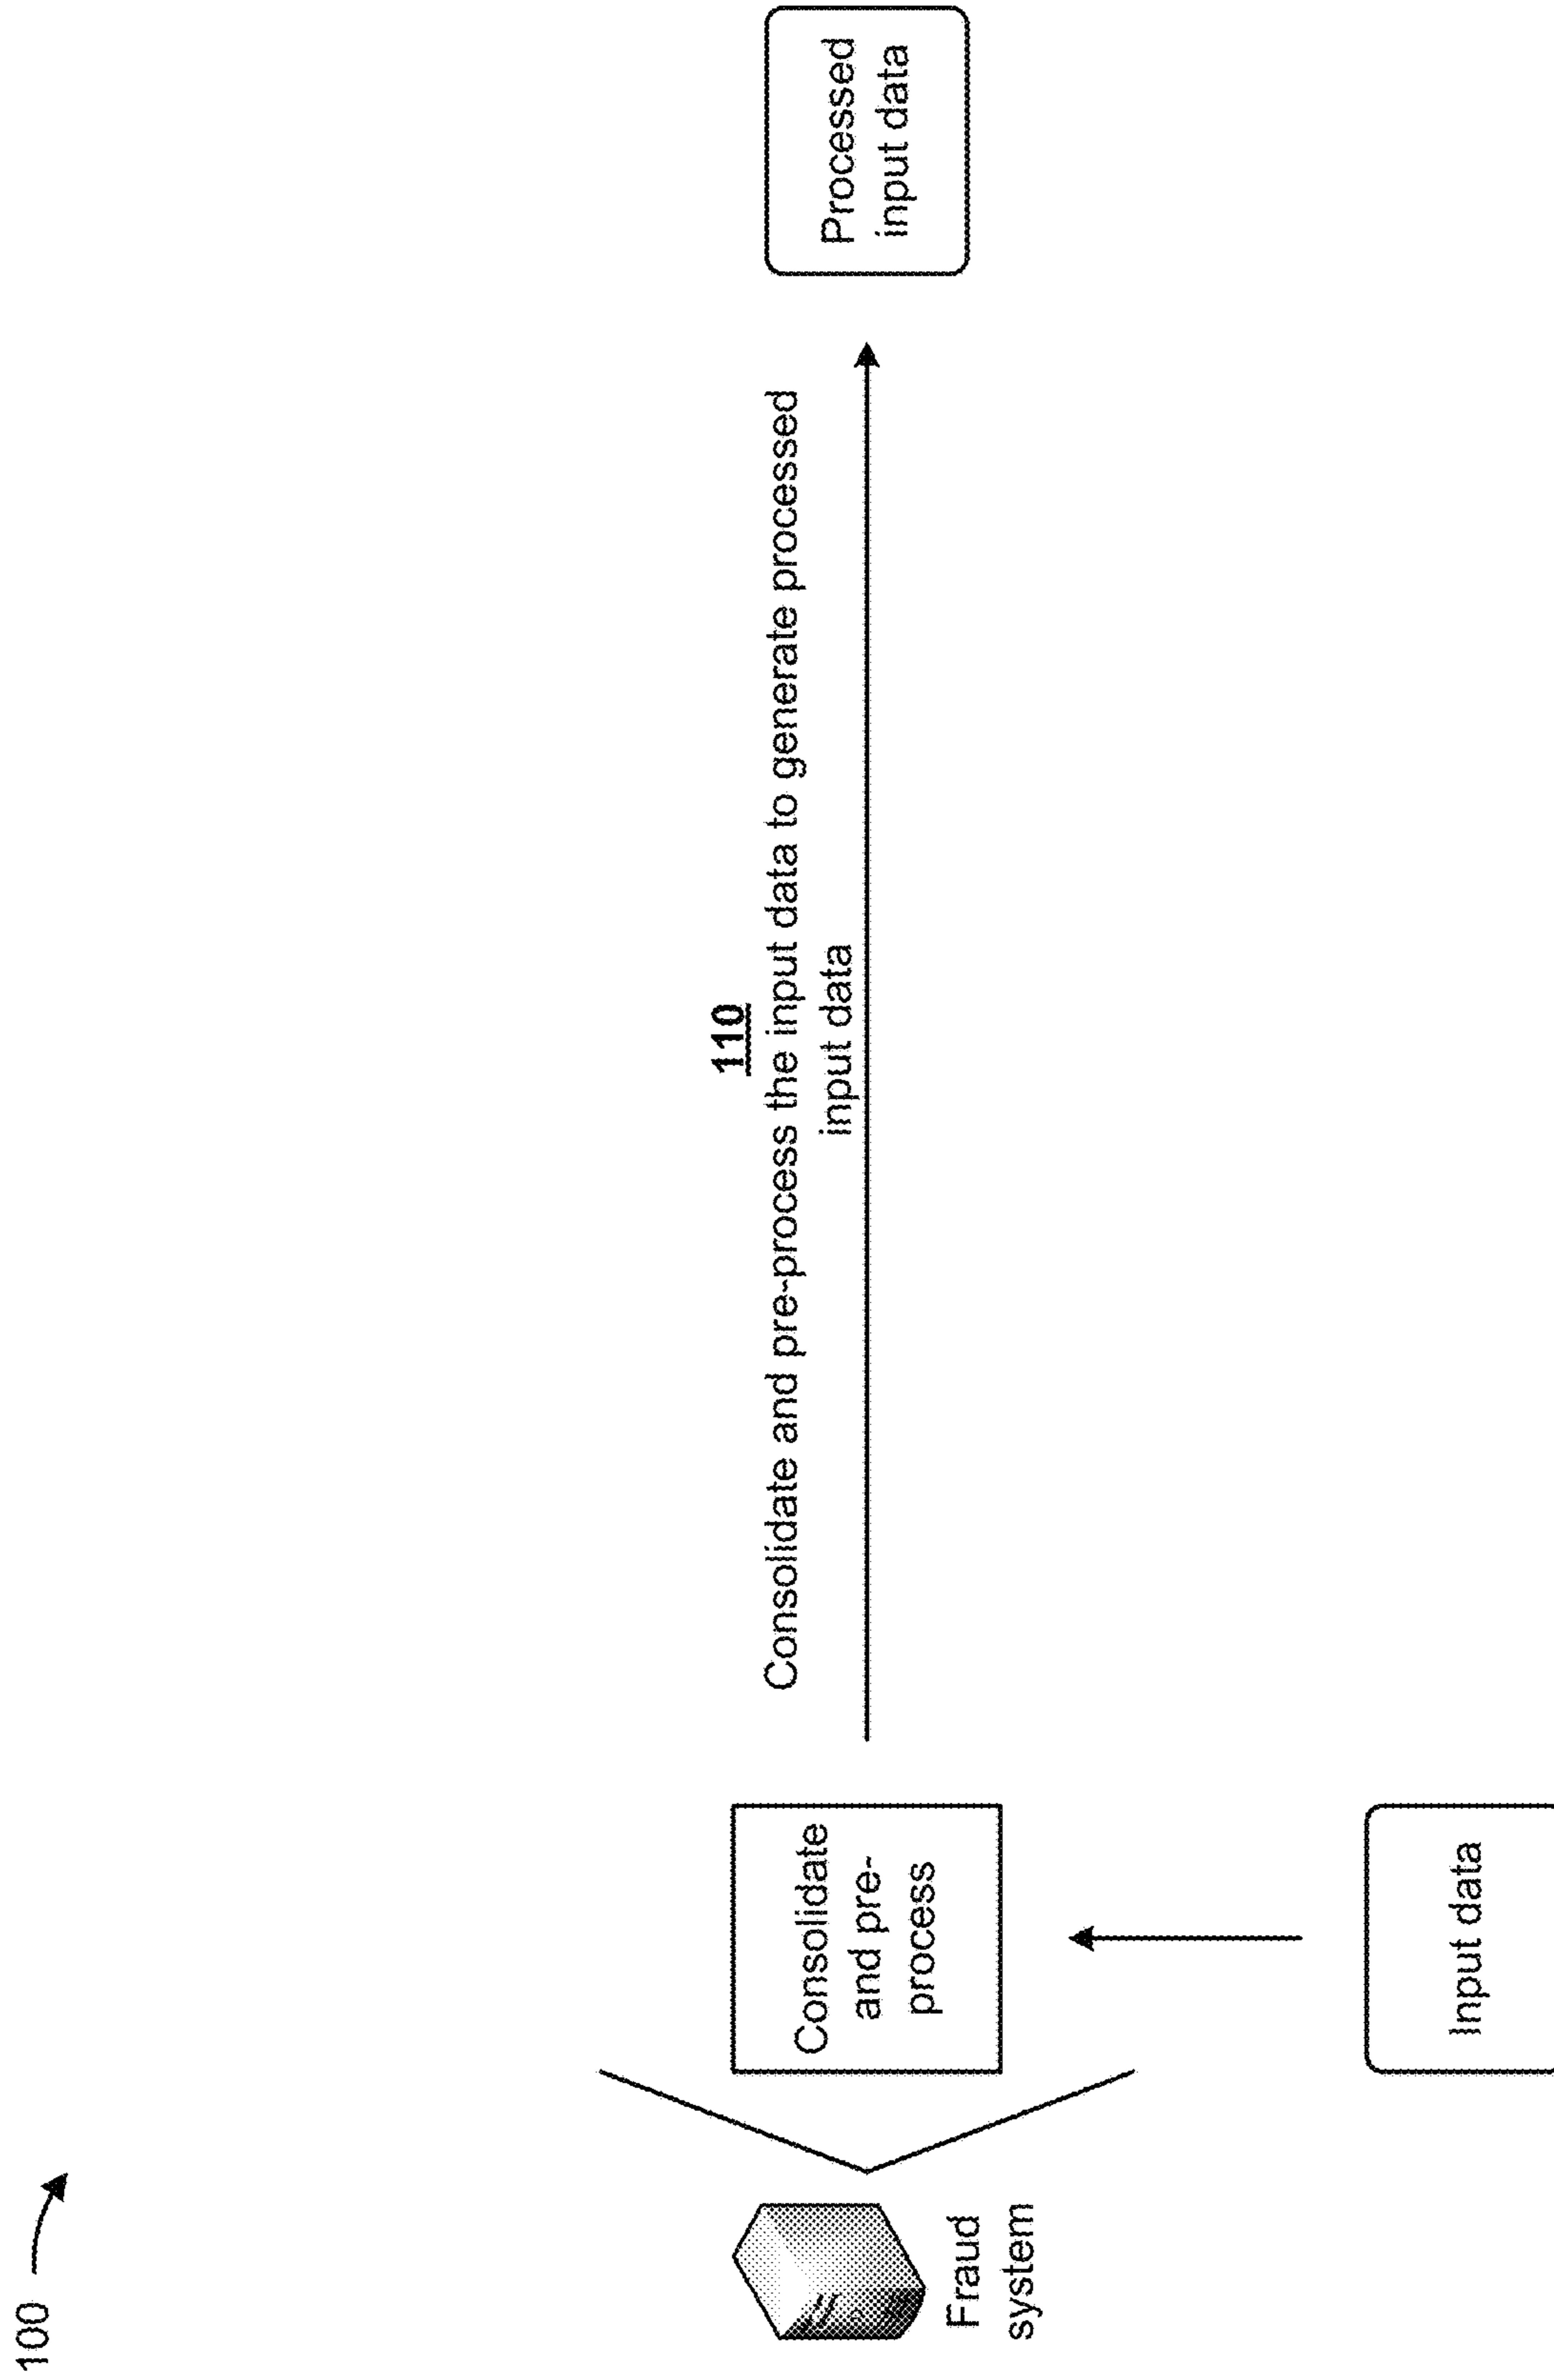 100
110
Consolidate and pre-process the input data to generate processed
input data
Fraud
system
Consolidate
and pre-
process
Processed
input data
Input data